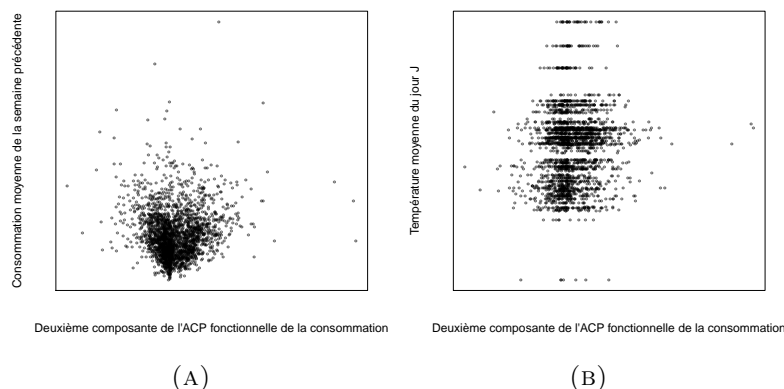 Consommation moyenne de la semaine précédente
Deuxième composante de l'ACP fonctionnelle de la consommation
(A)
Température moyenne du jour J
Deuxième composante de l'ACP fonctionnelle de la consommation
(B)